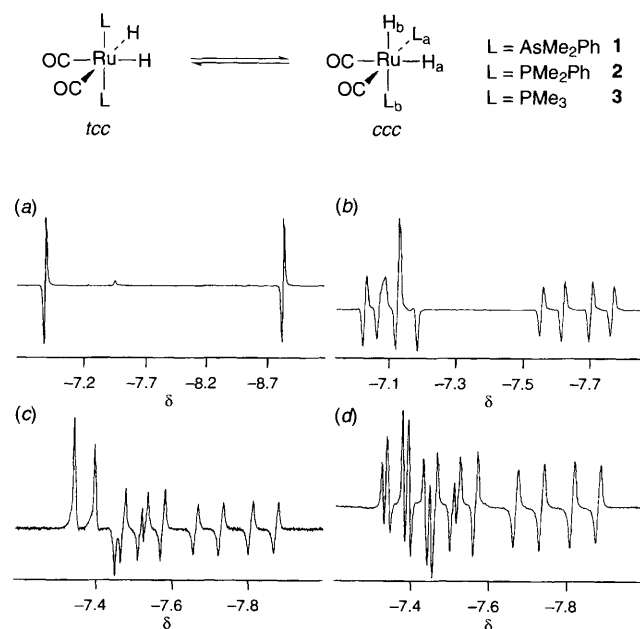 L H
OC—Ru—H
OC
L
tcc
H_b
L_a
OC—Ru—H_a
OC
L_b
ccc
L = AsMe₂Ph 1
L = PMe₂Ph 2
L = PMe₃ 3
(a)
−7.2 −7.7 −8.2 −8.7
δ
(b)
−7.1 −7.3 −7.5 −7.7
δ
(c)
−7.4 −7.6 −7.8
δ
(d)
−7.4 −7.6 −7.8
δ